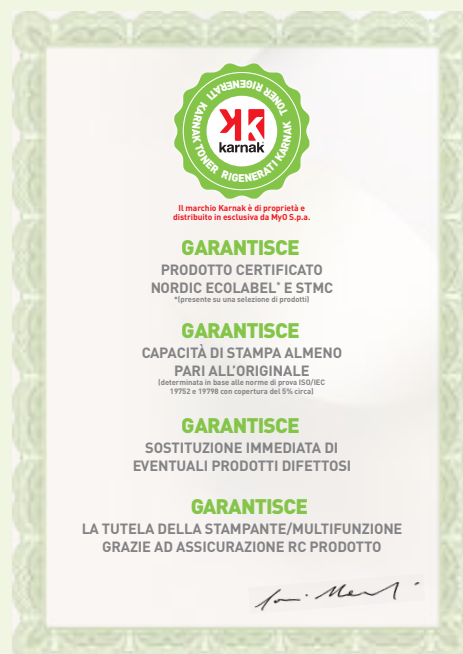 KARNAK TONER RIGENERATI KARNAK TONER RIGENERATI
karnak
Il marchio Karnak è di proprietà e
distribuito in esclusiva da MyO S.p.a.
GARANTISCE
PRODOTTO CERTIFICATO
NORDIC ECOLABEL* E STMC
*(presente su una selezione di prodotti)
GARANTISCE
CAPACITÀ DI STAMPA ALMENO
PARI ALL'ORIGINALE
(determinata in base alle norme di prova ISO/IEC
19752 e 19798 con copertura del 5% circa)
GARANTISCE
SOSTITUZIONE IMMEDIATA DI
EVENTUALI PRODOTTI DIFETTOSI
GARANTISCE
LA TUTELA DELLA STAMPANTE/MULTIFUNZIONE
GRAZIE AD ASSICURAZIONE RC PRODOTTO